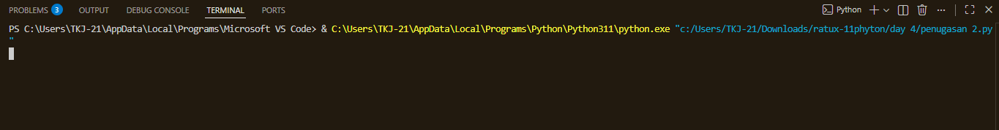 PROBLEMS 3 OUTPUT DEBUG CONSOLE TERMINAL PORTS Python
PS C:\Users\TKJ-21\AppData\Local\Programs\Microsoft VS Code> & C:\Users\TKJ-21\AppData\Local\Programs\Python\Python311\python.exe "c:/Users/TKJ-21/Downloads/ratux-11phyton/day 4/penugasan 2.py
"